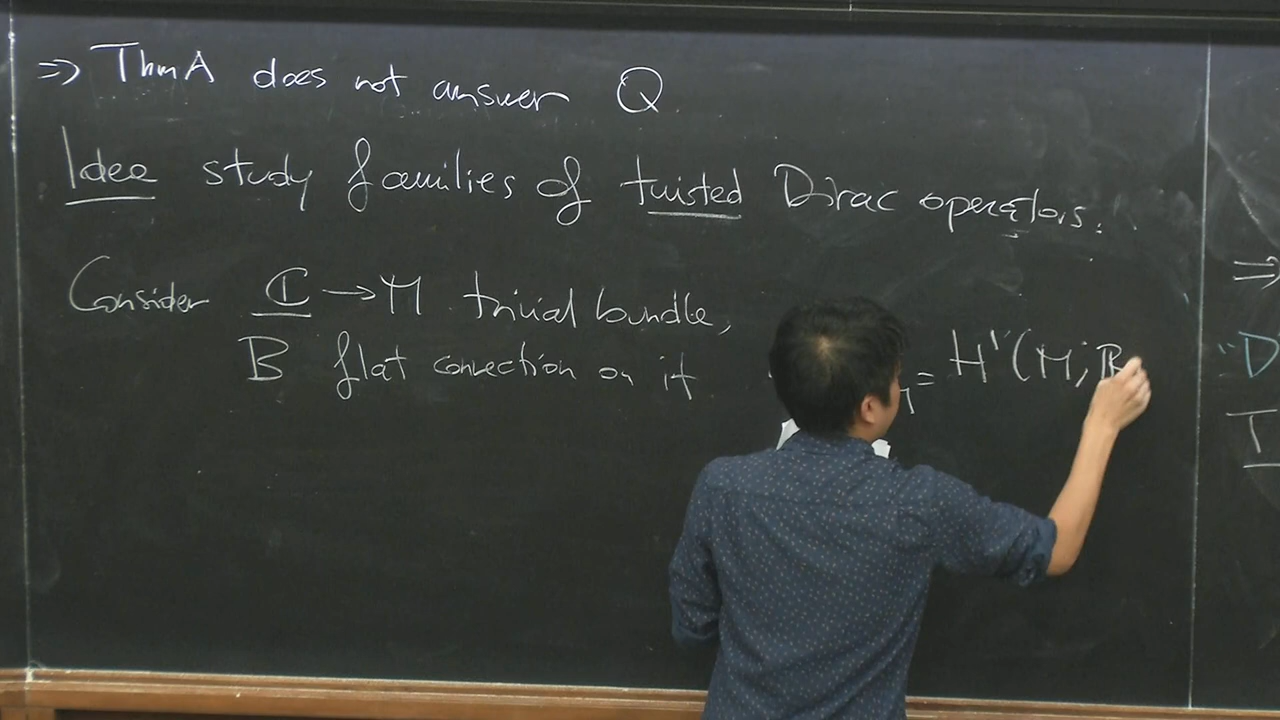 ⇒ Thm A does not answer Q
Idea study families of twisted Dirac operators.
Consider ℂ → M trivial bundle,
B flat connection on it
= H¹(M; ℝ
⇒
"D
T